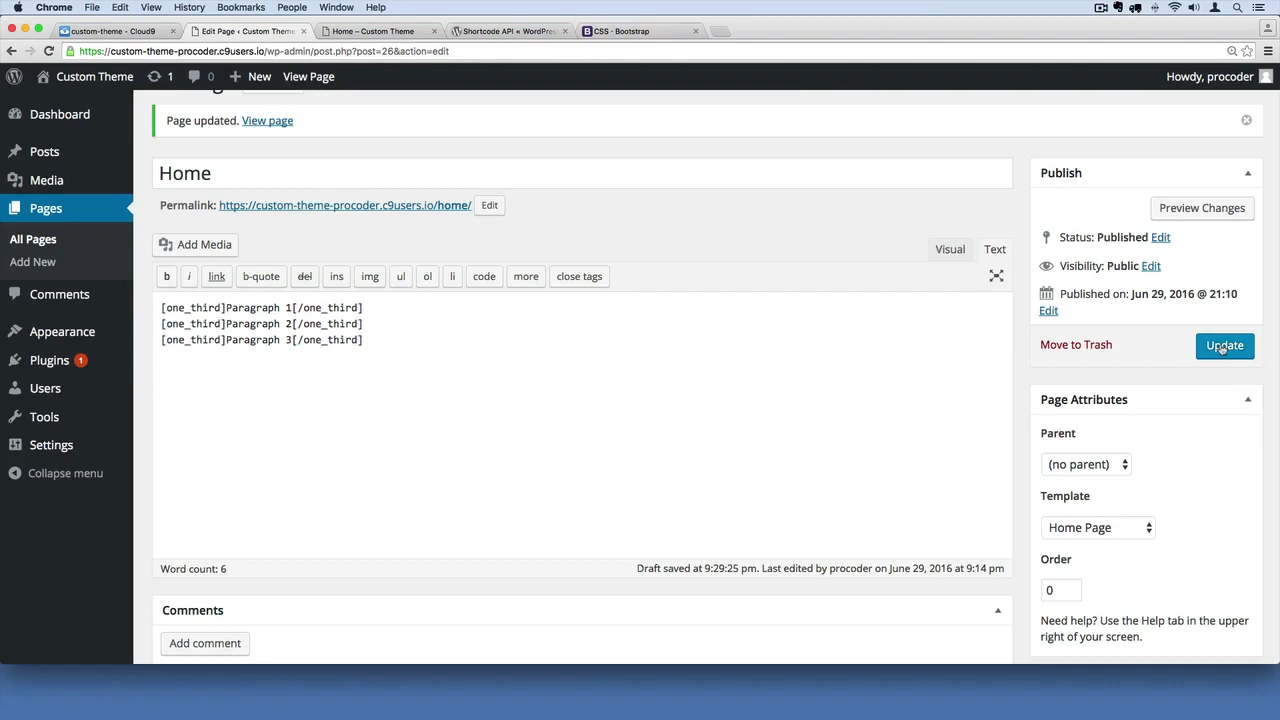 Chrome File Edit View History Bookmarks People Window Help
custom-theme - Cloud9
Edit Page ‹ Custom Theme
Home – Custom Theme
Shortcode API « WordPres
CSS · Bootstrap
https://custom-theme-procoder.c9users.io/wp-admin/post.php?post=26&action=edit
Custom Theme 1 0 New View Page Howdy, procoder
Dashboard
Posts
Media
Pages
All Pages
Add New
Comments
Appearance
Plugins 1
Users
Tools
Settings
Collapse menu
Page updated. View page
Home
Permalink: https://custom-theme-procoder.c9users.io/home/ Edit
Add Media
Visual Text
b i link b-quote del ins img ul ol li code more close tags
[one_third]Paragraph 1[/one_third]
[one_third]Paragraph 2[/one_third]
[one_third]Paragraph 3[/one_third]
Word count: 6
Draft saved at 9:29:25 pm. Last edited by procoder on June 29, 2016 at 9:14 pm
Comments
Add comment
Publish
Preview Changes
Status: Published Edit
Visibility: Public Edit
Published on: Jun 29, 2016 @ 21:10
Edit
Move to Trash Update
Page Attributes
Parent
(no parent)
Template
Home Page
Order
0
Need help? Use the Help tab in the upper
right of your screen.